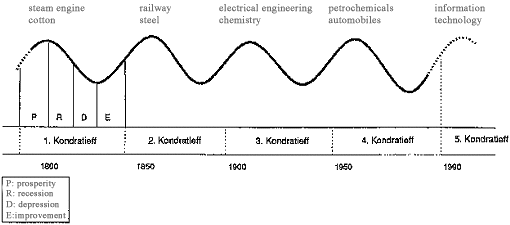 steam engine railway electrical engineering petrochemicals information
cotton steel chemistry automobiles technology
P R D E
1. Kondratieff 2. Kondratieff 3. Kondratieff 4. Kondratieff 5. Kondratieff
1800 1850 1900 1950 1990
P: prosperity
R: recession
D: depression
E:improvement